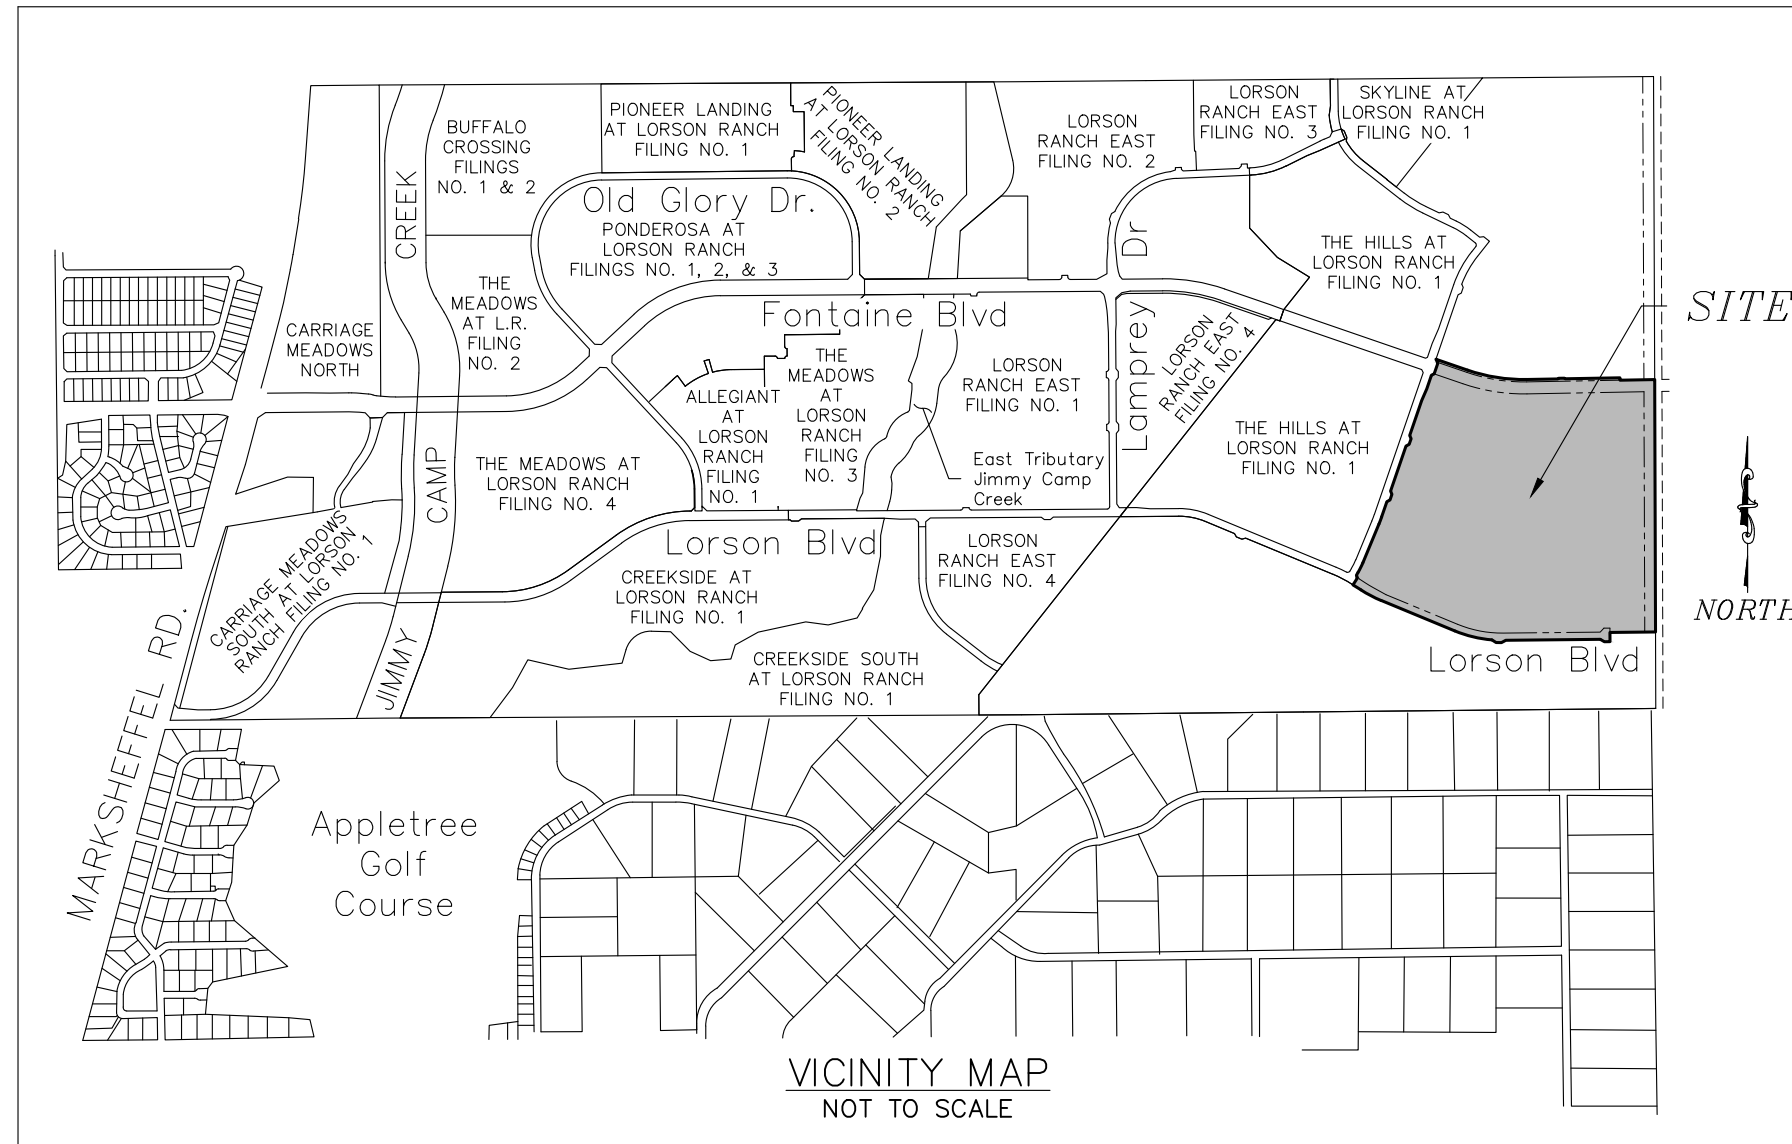 LORSON
RANCH EAST
FILING NO. 3
SKYLINE AT
LORSON RANCH
FILING NO. 1
PIONEER LANDING
AT LORSON RANCH
FILING NO. 1
PIONEER LANDING
AT LORSON RANCH
FILING NO. 2
BUFFALO
CROSSING
FILINGS
NO. 1 & 2
LORSON
RANCH EAST
FILING NO. 2
CREEK
Old Glory Dr.
PONDEROSA AT
LORSON RANCH
FILINGS NO. 1, 2, & 3
Lamprey Dr
THE HILLS AT
LORSON RANCH
FILING NO. 1
THE
MEADOWS
AT L.R.
FILING
NO. 2
SITE
CARRIAGE
MEADOWS
NORTH
Fontaine Blvd
LORSON
RANCH EAST
FILING NO. 4
ALLEGIANT
AT
LORSON
RANCH
FILING
NO. 1
THE
MEADOWS
AT
LORSON
RANCH
FILING
NO. 3
LORSON
RANCH EAST
FILING NO. 1
THE HILLS AT
LORSON RANCH
FILING NO. 1
CAMP
THE MEADOWS AT
LORSON RANCH
FILING NO. 4
East Tributary
Jimmy Camp
Creek
CARRIAGE MEADOWS
SOUTH AT LORSON
RANCH FILING NO. 1
Lorson Blvd
LORSON
RANCH EAST
FILING NO. 4
CREEKSIDE AT
LORSON RANCH
FILING NO. 1
NORTH
JIMMY
CREEKSIDE SOUTH
AT LORSON RANCH
FILING NO. 1
Lorson Blvd
MARKSHEFFEL RD.
Appletree
Golf
Course
VICINITY MAP
NOT TO SCALE